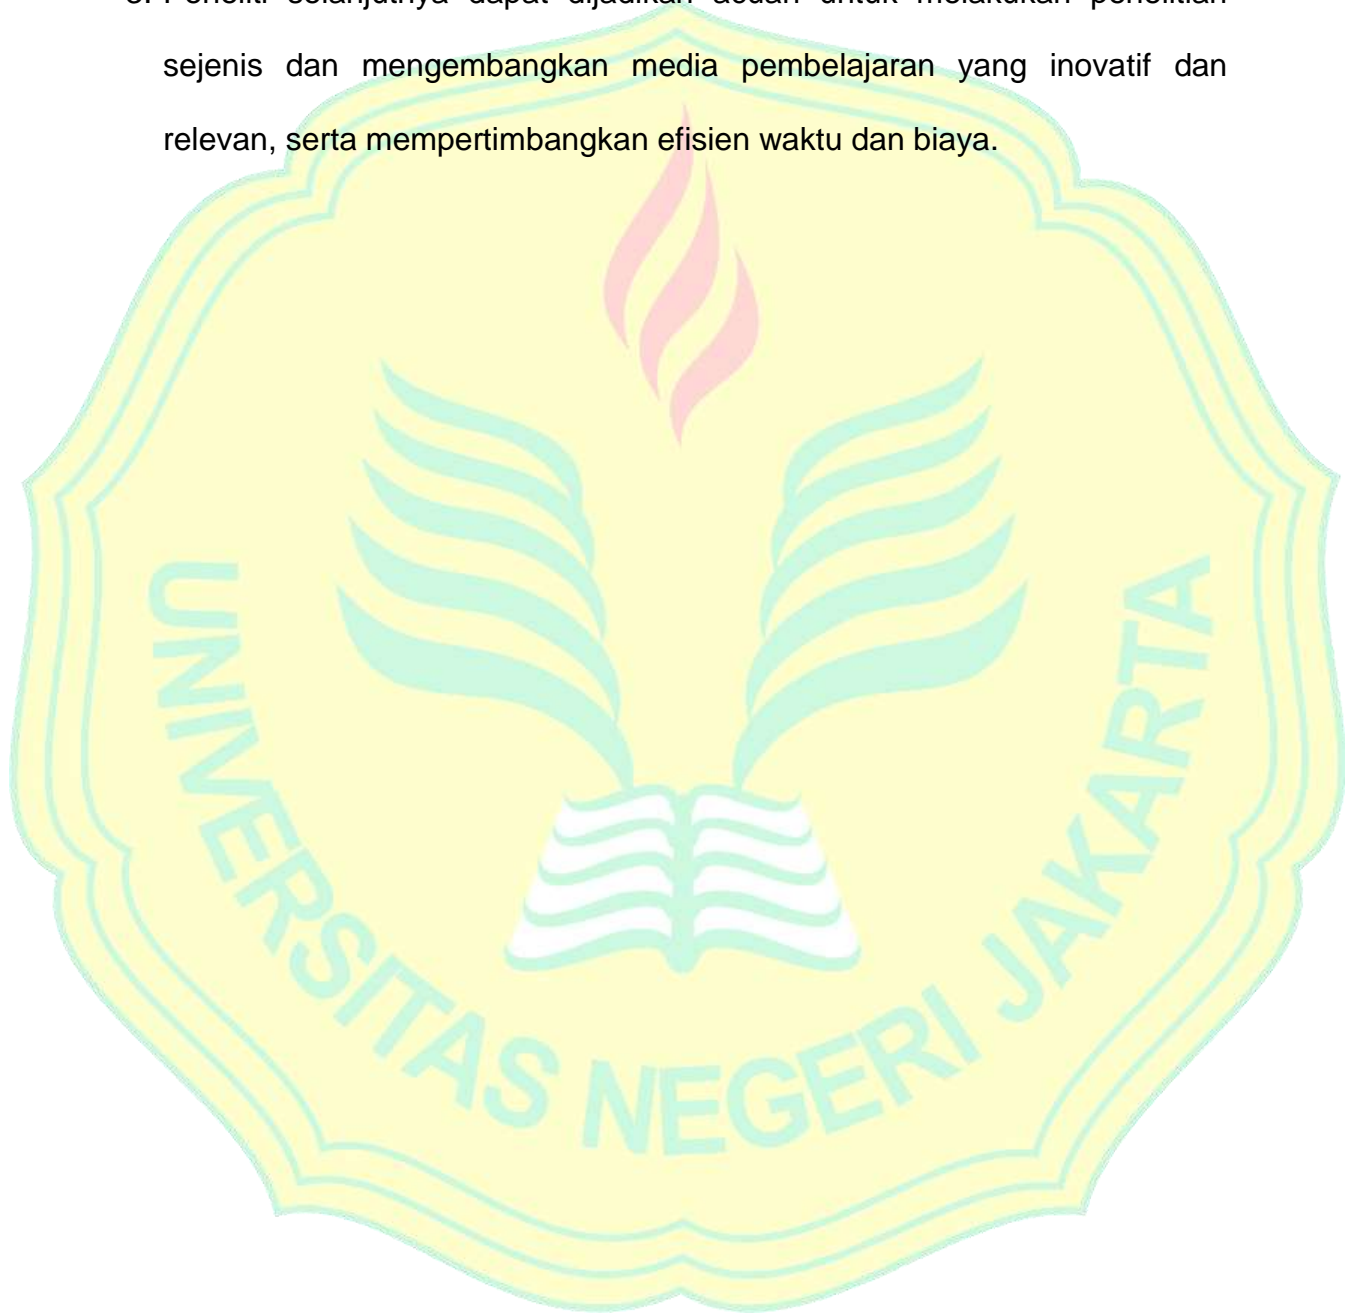 Peneliti selanjutnya dapat dijadikan acuan untuk melakukan penelitian
sejenis dan mengembangkan media pembelajaran yang inovatif dan
relevan, serta mempertimbangkan efisien waktu dan biaya.
UNIVERSITAS NEGERI JAKARTA